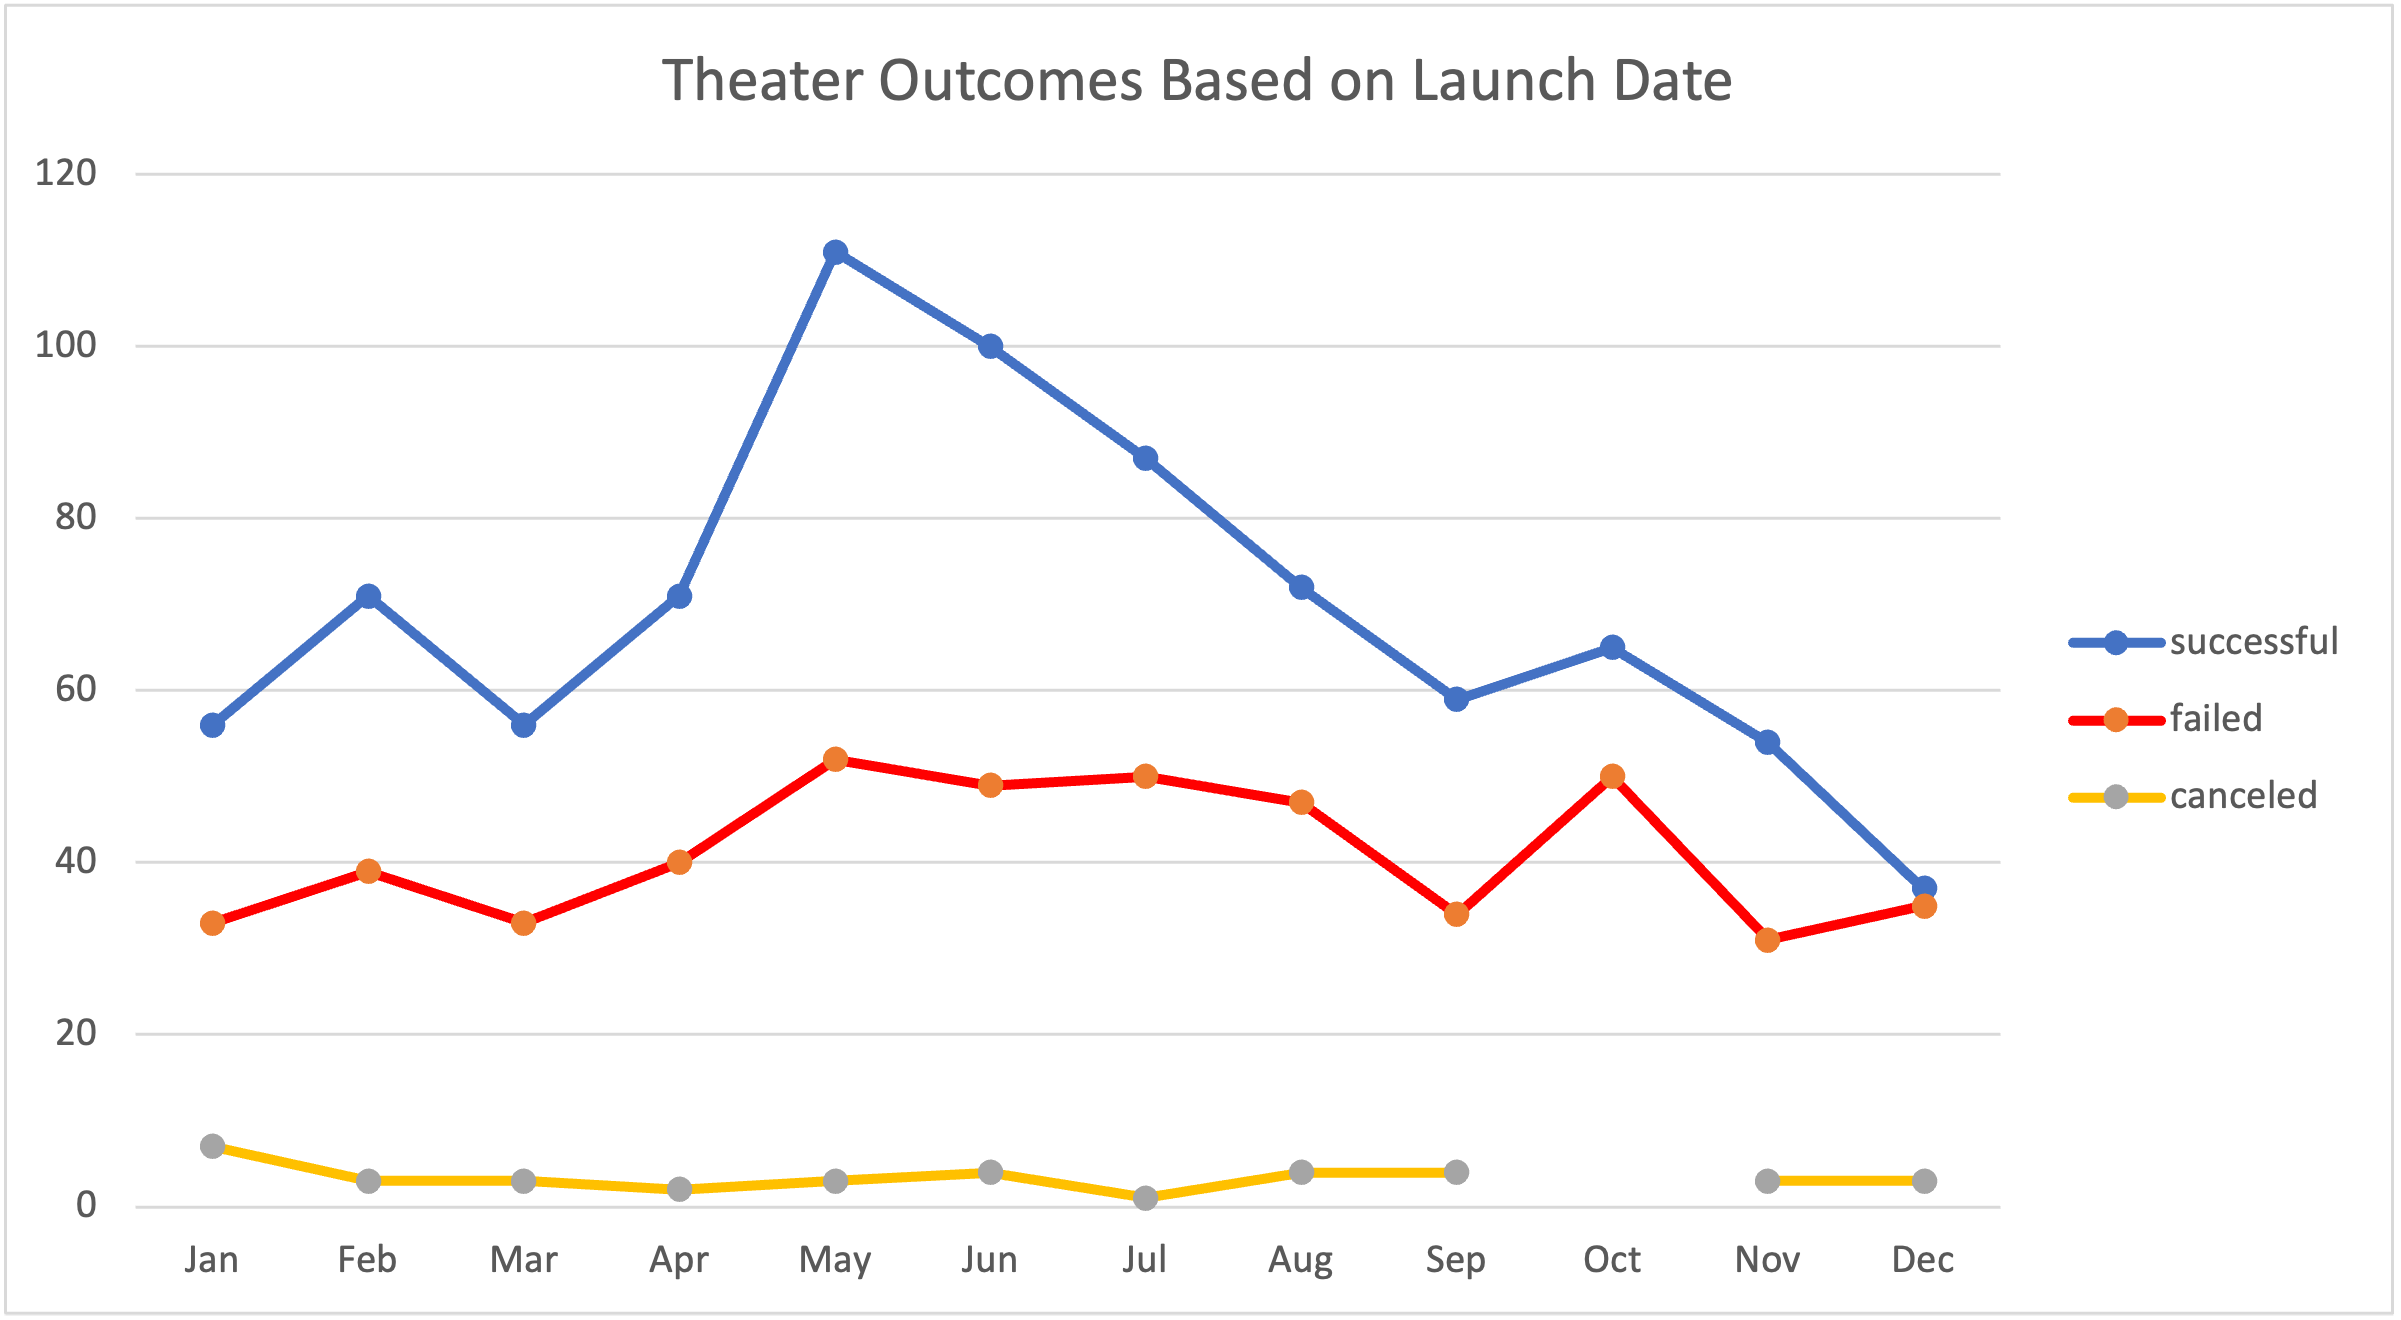 Theater Outcomes Based on Launch Date
120
100
80
60
40
20
0
Jan Feb Mar Apr May Jun Jul Aug Sep Oct Nov Dec
successful
failed
canceled